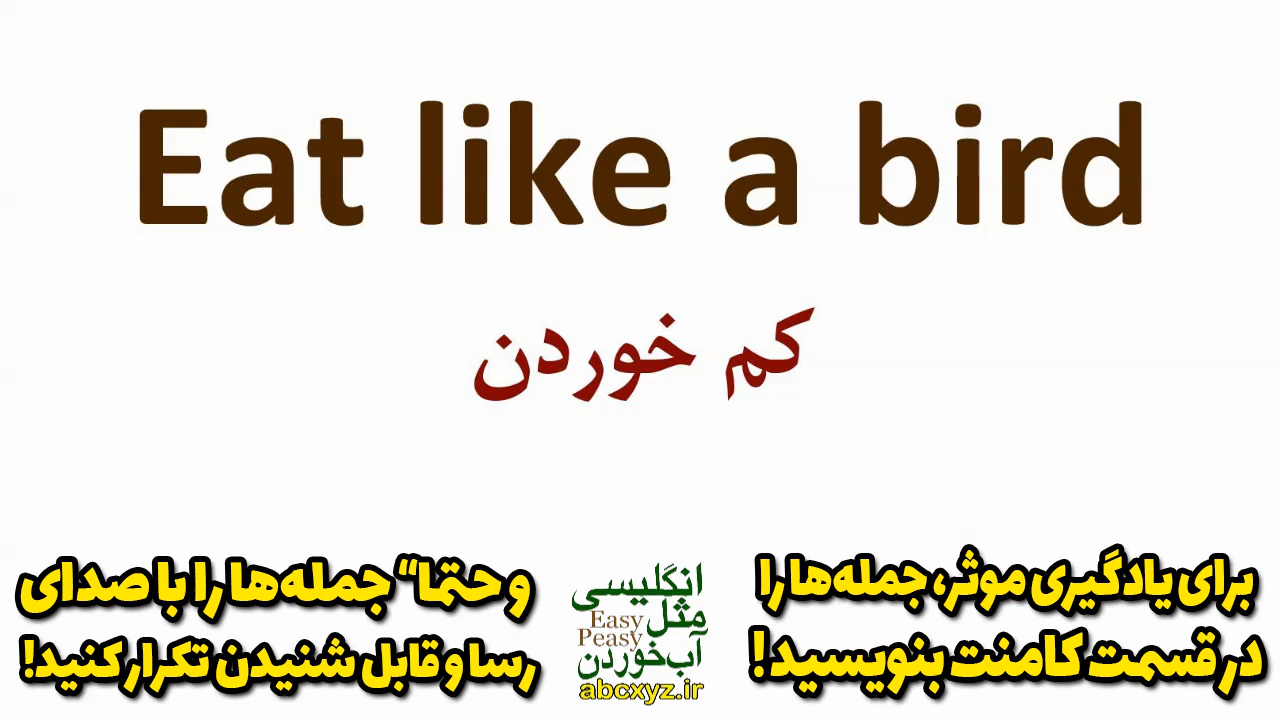 Eat like a bird
کم خوردن
برای یادگیری موثر، جمله‌ها را
در قسمت کامنت بنویسید!
و حتما“ جمله‌ها را با صدای
رسا و قابل شنیدن تکرار کنید!
انگلیسی
مثل
Easy
Peasy
آب خوردن
abcxyz.ir